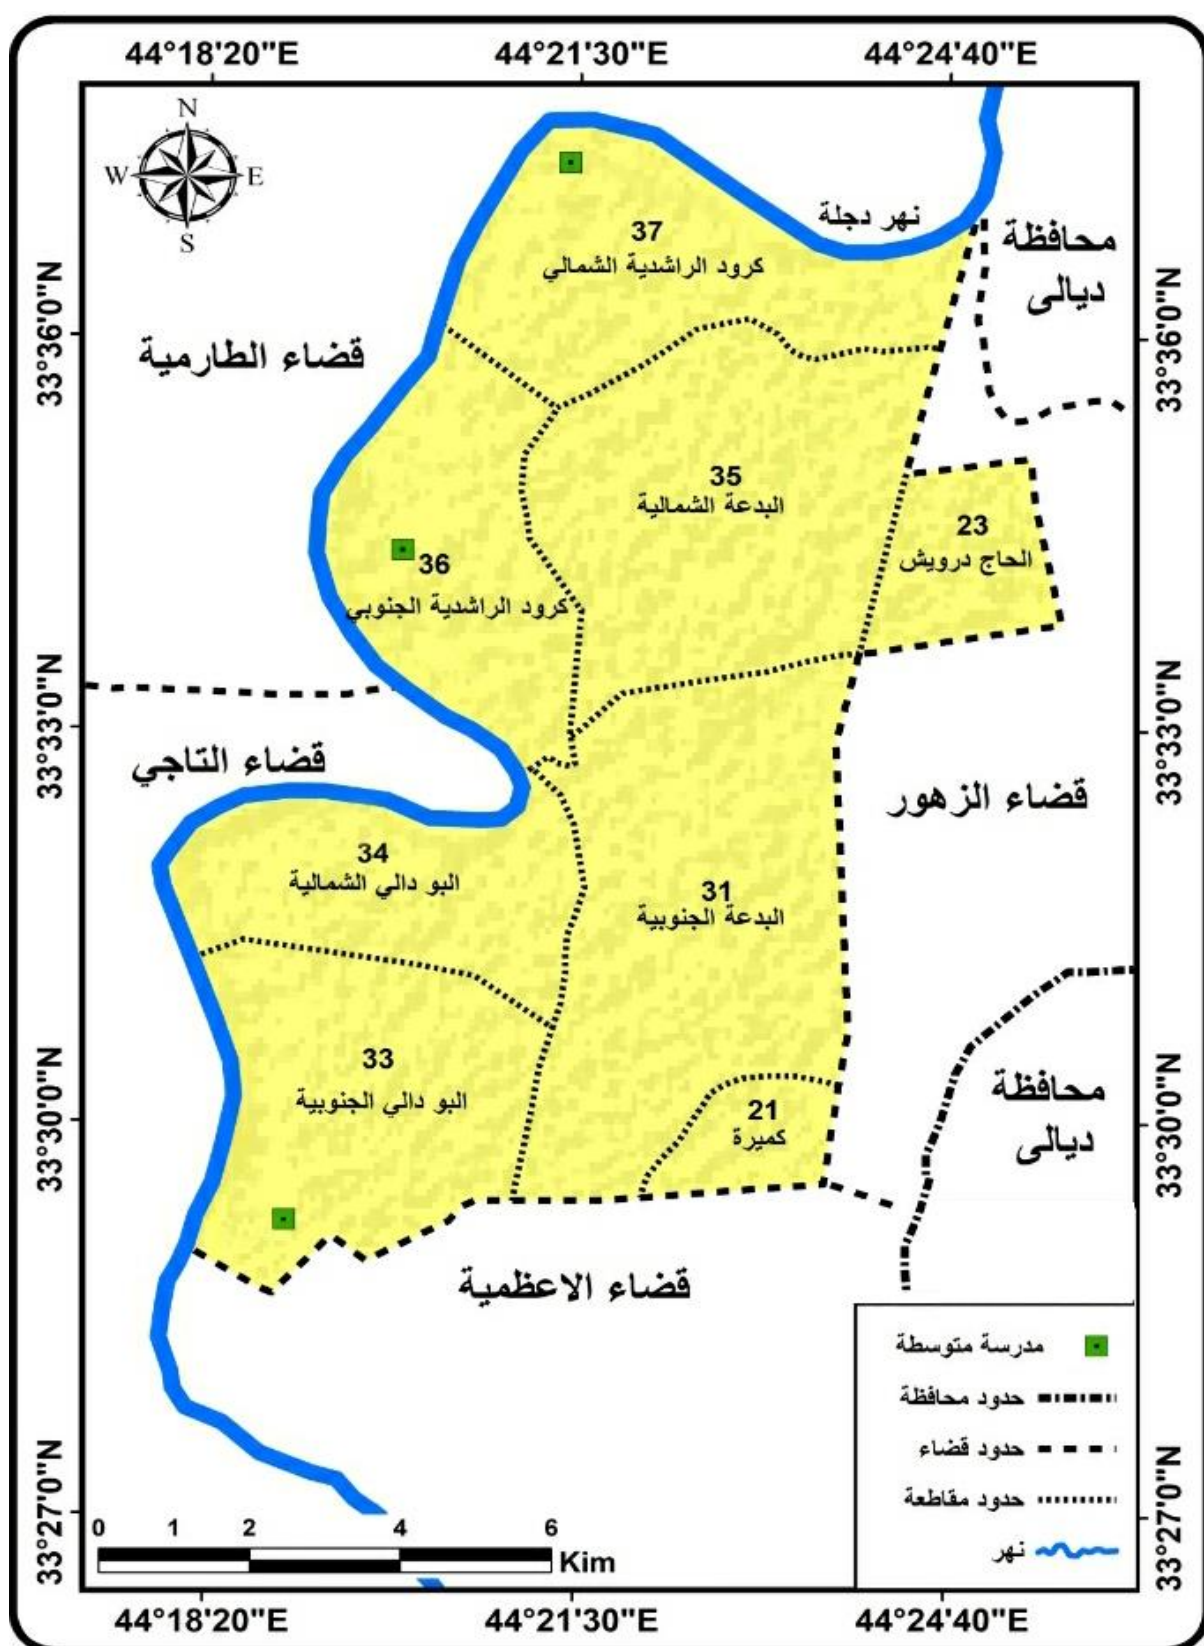 44°18'20"E 44°21'30"E 44°24'40"E
N
W E
S
37
كرود الراشدية الشمالي
نهر دجلة
محافظة
ديالى
33°36'0"N
33°36'0"N
قضاء الطارمية
35
البدعة الشمالية
23
الحاج درويش
36
كرود الراشدية الجنوبي
33°33'0"N
33°33'0"N
قضاء التاجي
قضاء الزهور
34
البو دالي الشمالية
31
البدعة الجنوبية
33
البو دالي الجنوبية
21
كميرة
محافظة
ديالى
33°30'0"N
33°30'0"N
قضاء الاعظمية
مدرسة متوسطة
حدود محافظة
حدود قضاء
حدود مقاطعة
نهر
33°27'0"N
33°27'0"N
0 1 2 4 6
Kim
44°18'20"E 44°21'30"E 44°24'40"E